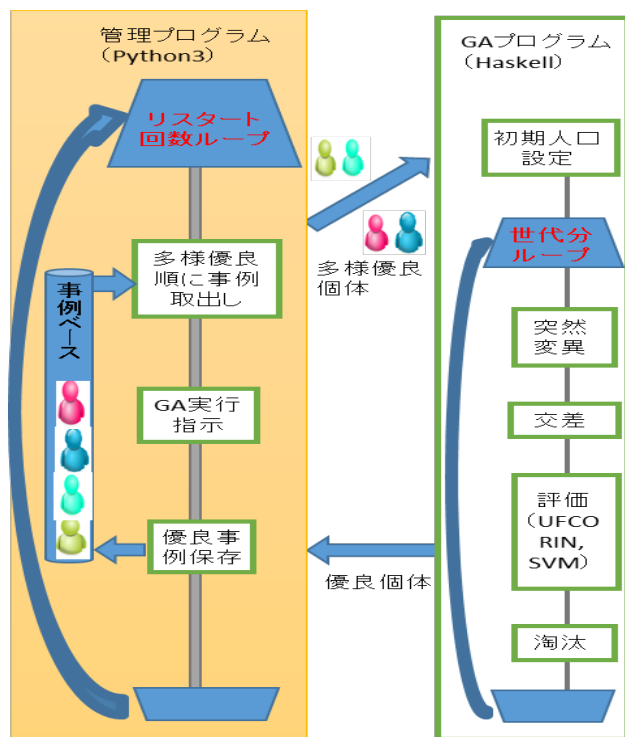 管理プログラム
（Python3）
リスタート
回数ループ
多様優良
順に事例
取出し
事例ベース
GA実行
指示
優良事
例保存
多様優良
個体
優良個体
GAプログラム
（Haskell）
初期人口
設定
世代分
ループ
突然
変異
交差
評価
（UFCO
RIN,
SVM）
淘汰